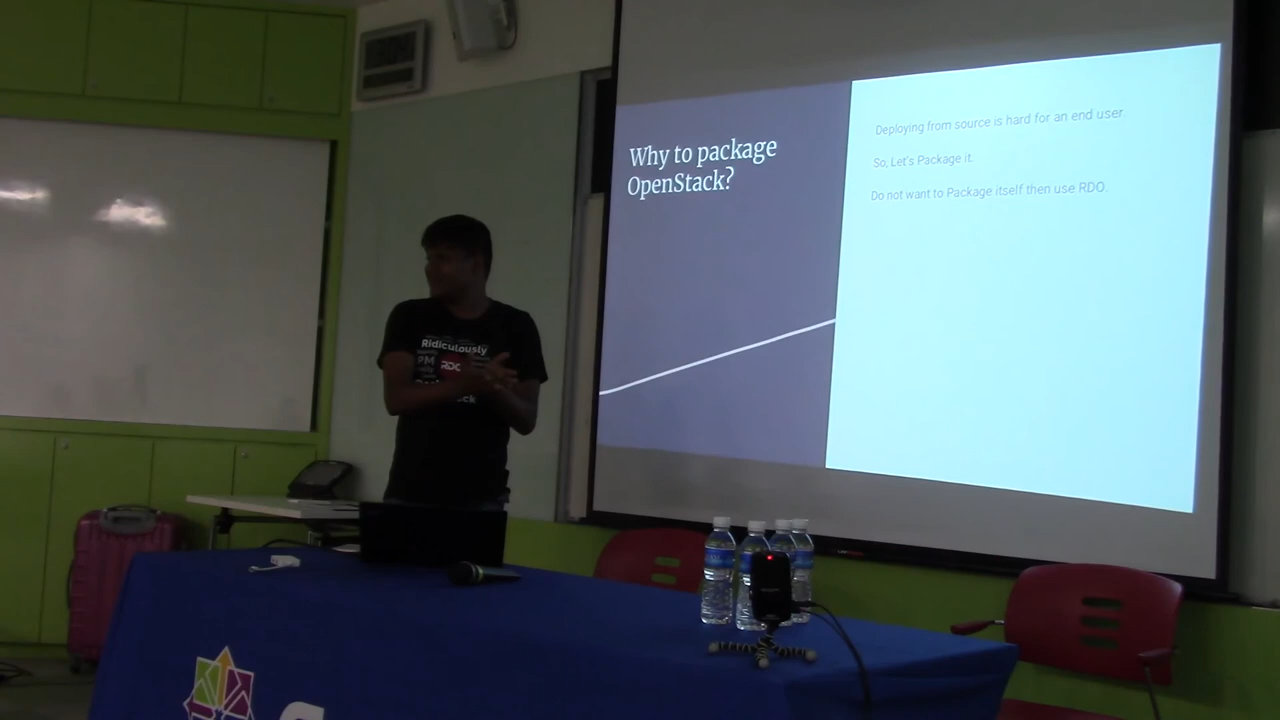 Why to package
OpenStack?
Deploying from source is hard for an end user
So, Let's Package it.
Do not want to Package itself then use RDO.
Ridiculously
PM
RDO